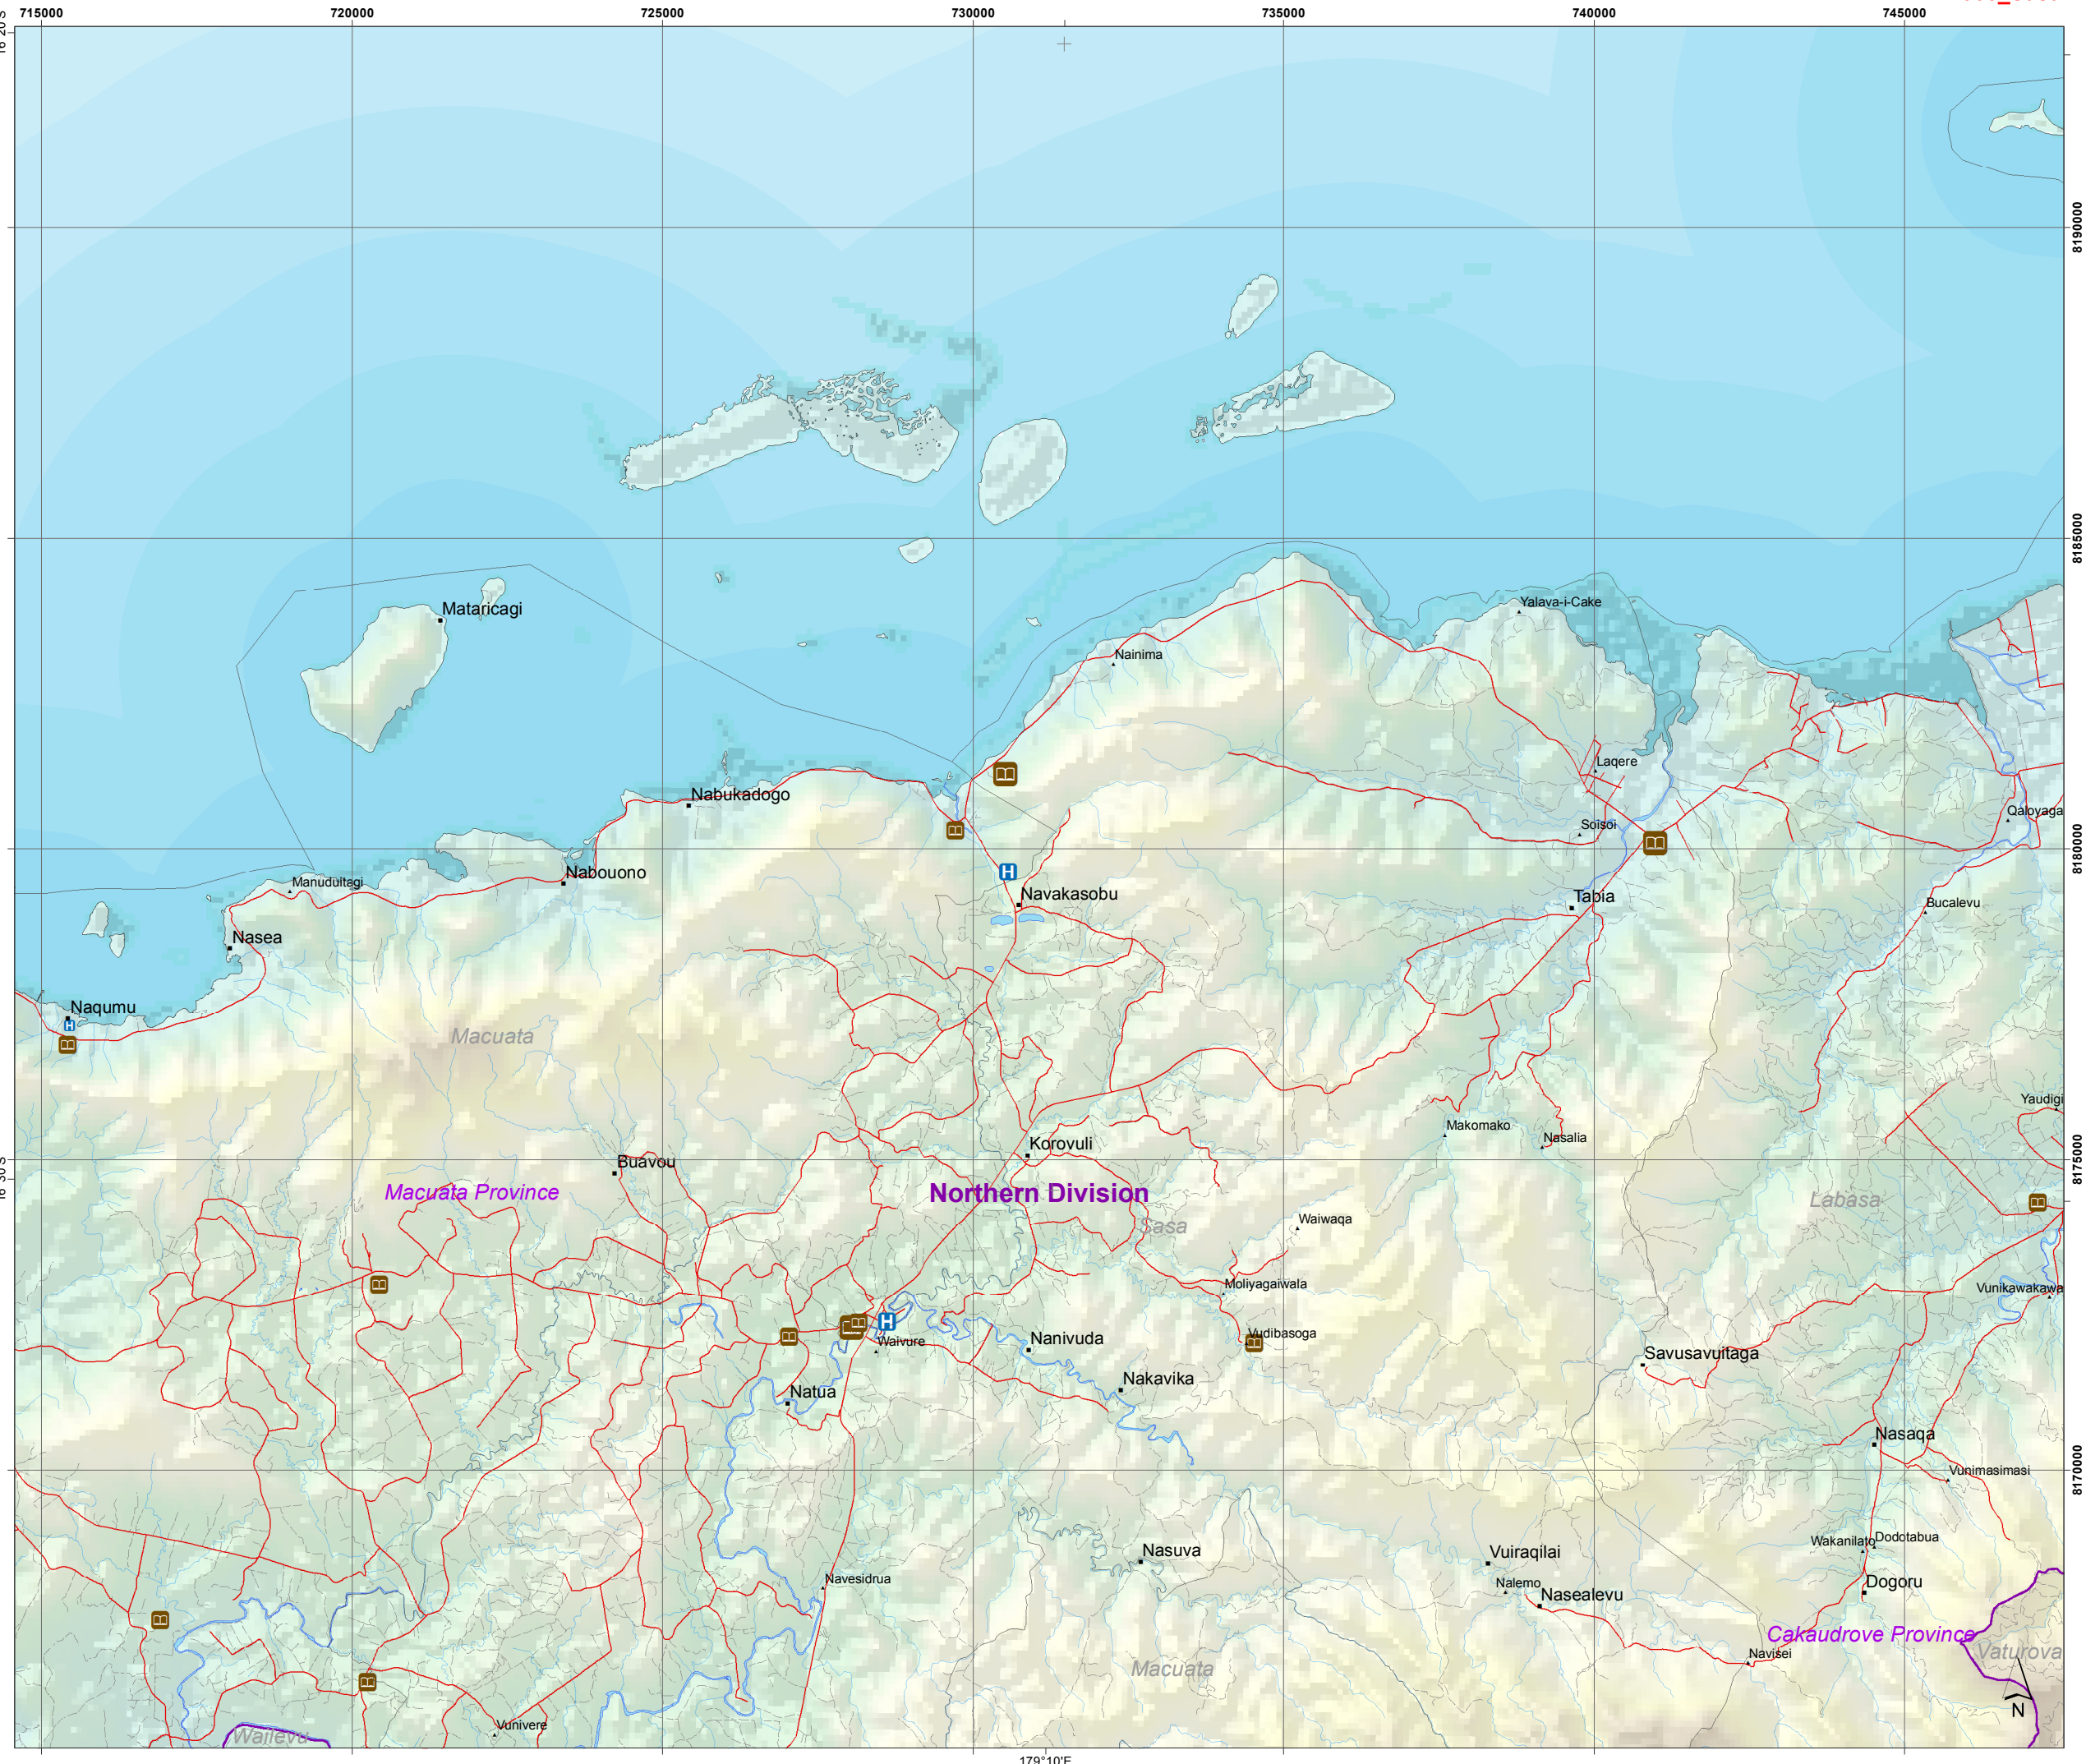 715000 720000 725000 730000 735000 740000 745000
8190000
8185000
Mataricagi
Yalava-i-Cake
Nainima
Laqere
Nabukadogo
Qaloyaga
Soisoi
8180000
Nabouono
Manuduitagi
Navakasobu
Tabia
Bucalevu
Nasea
Naqumu
H
H
Macuata
Yaudigi
Makomako
Nasalia
Korovuli
Buavou
8175000
Macuata Province
Northern Division
Labasa
Sasa
Waiwaqa
Moliyagaiwala
Vunikawakawa
H
Vudibasoga
Waivure
Nanivuda
Savusavuitaga
Nakavika
Natua
Nasaqa
8170000
Vunimasimasi
Wakanilato
Dodotabua
Nasuva
Vuiraqilai
Navesidrua
Nalemo
Nasealevu
Dogoru
Cakaudrove Province
Navisei
Vaturova
Macuata
N
Vunivere
Wailevu
179°10'E